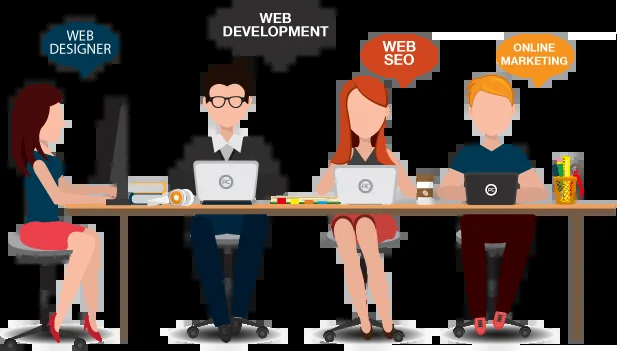 WEB
DESIGNER
WEB
DEVELOPMENT
WEB
SEO
ONLINE
MARKETING